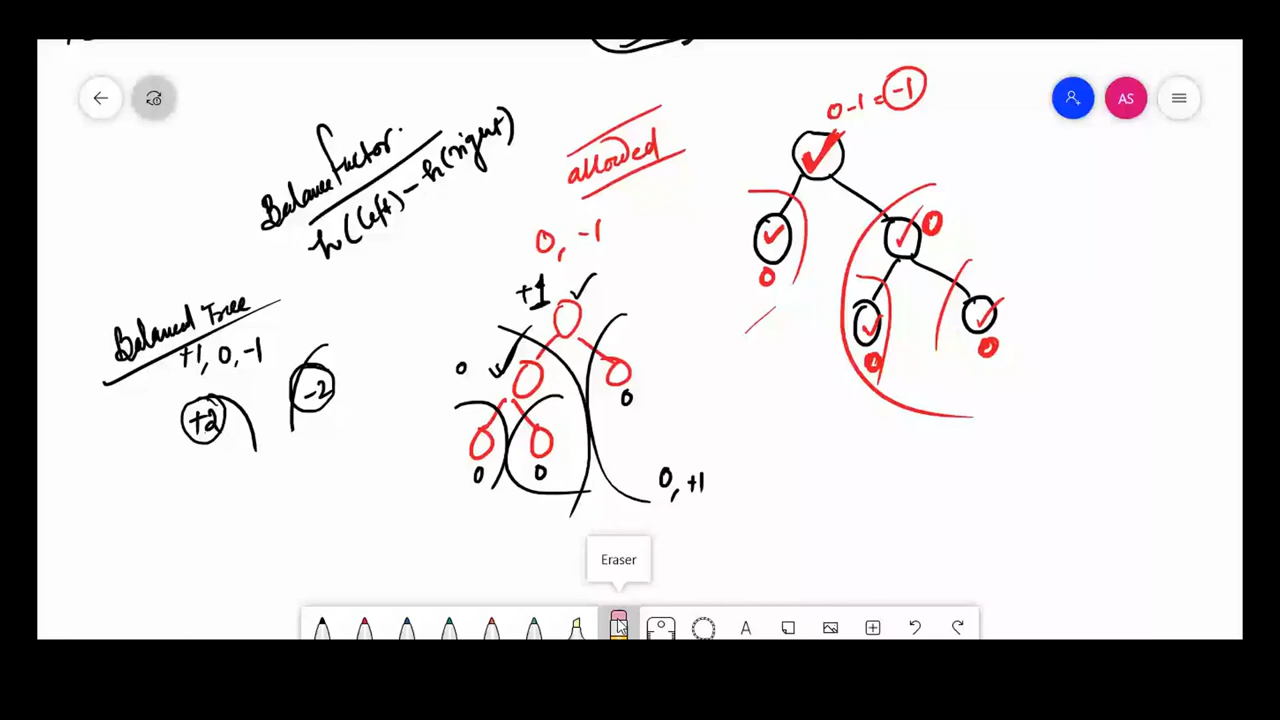 0-1 = -1
AS
Balance Factor.
h(left) - h(right)
allowed
0, -1
0
0
+1
Balanced Tree
+1, 0, -1
0
0
0
+2
-2
0
0
0
0, +1
Eraser
A